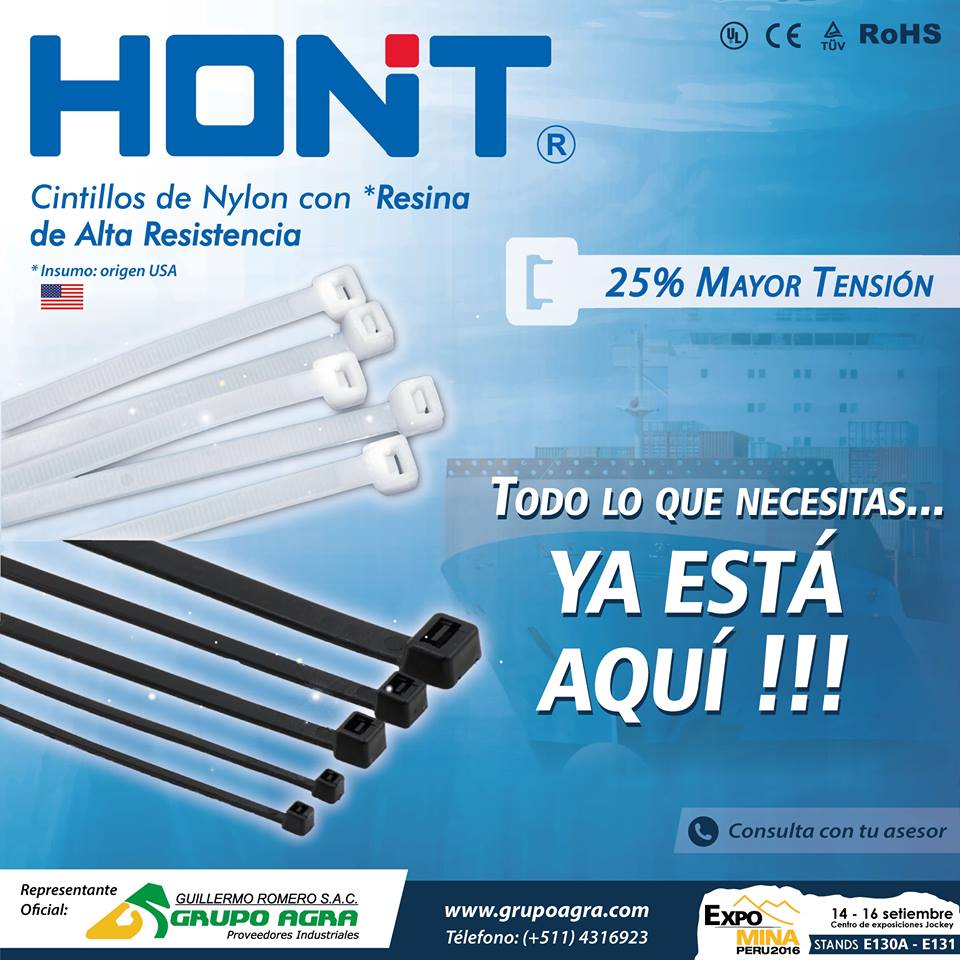 HONT®
UL CE TÜV RoHS
Cintillos de Nylon con *Resina
de Alta Resistencia
* Insumo: origen USA
25% MAYOR TENSIÓN
TODO LO QUE NECESITAS...
YA ESTÁ
AQUÍ !!!
Consulta con tu asesor
Representante
Oficial:
GUILLERMO ROMERO S.A.C.
GRUPO AGRA
Proveedores Industriales
www.grupoagra.com
Télefono: (+511) 4316923
EXPO
MINA
PERU2016
14 - 16 setiembre
Centro de exposiciones Jockey
STANDS E130A - E131